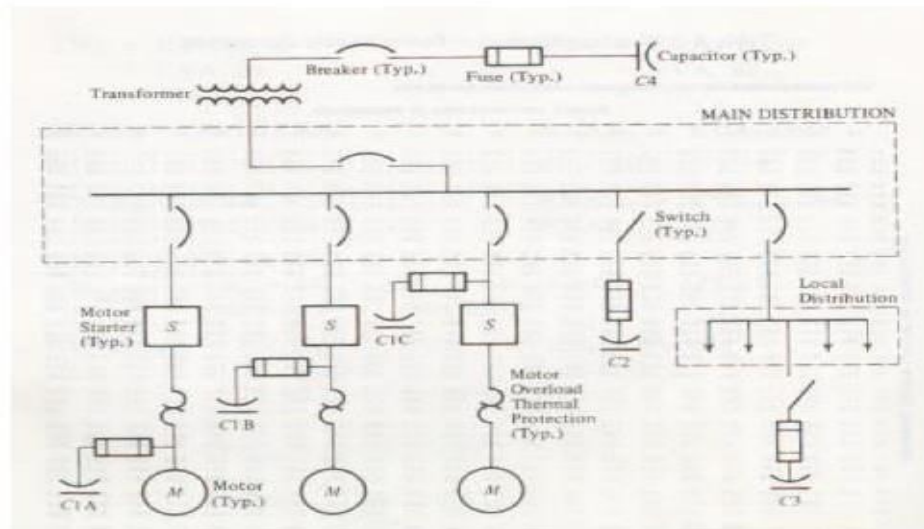 Breaker (Typ.)
Fuse (Typ.)
Capacitor (Typ.)
C4
Transformer
MAIN DISTRIBUTION
Switch
(Typ.)
Local
Distribution
Motor
Starter
(Typ.)
S
S
C1C
S
C2
C1B
Motor
Overload
Thermal
Protection
(Typ.)
C1A
M
Motor
(Typ.)
M
M
C3